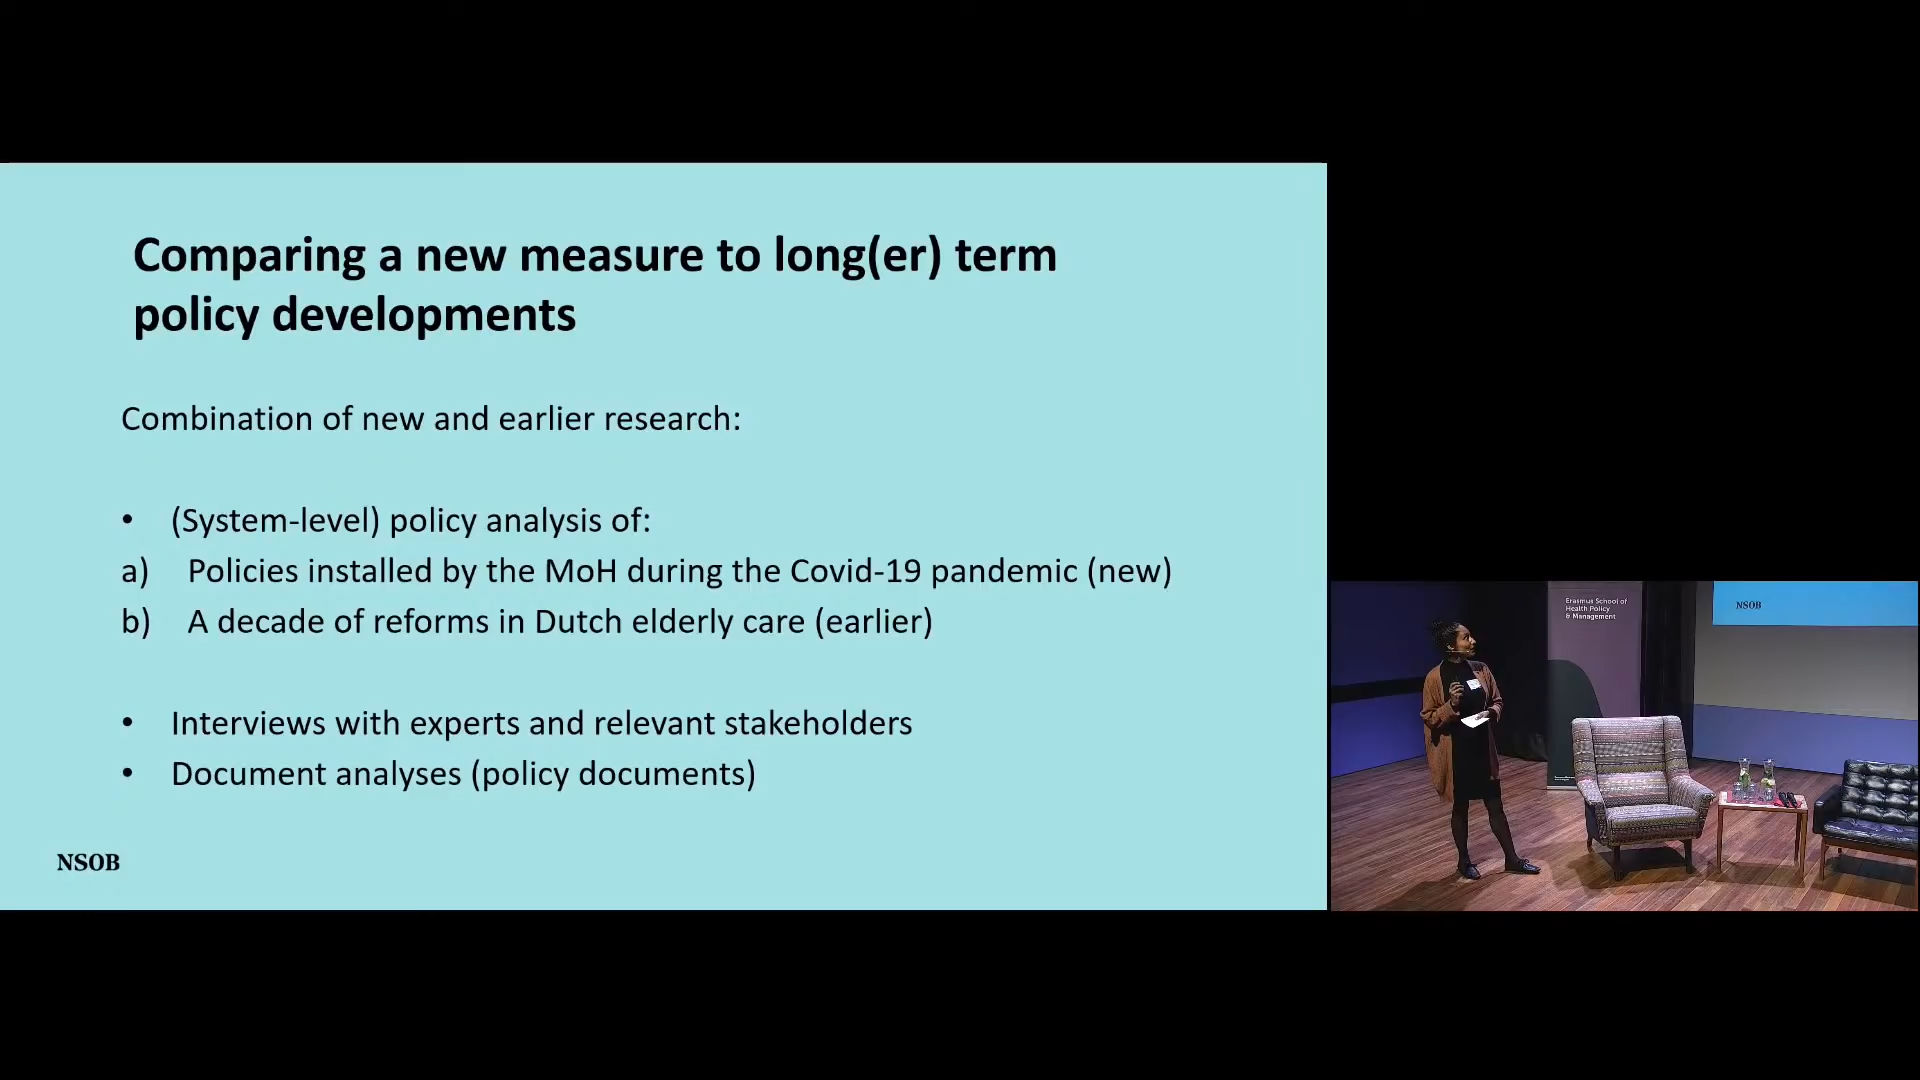 Comparing a new measure to long(er) term
policy developments
Combination of new and earlier research:
• (System-level) policy analysis of:
a) Policies installed by the MoH during the Covid-19 pandemic (new)
b) A decade of reforms in Dutch elderly care (earlier)
• Interviews with experts and relevant stakeholders
• Document analyses (policy documents)
NSOB
Erasmus School of
Health Policy
& Management
NSOB